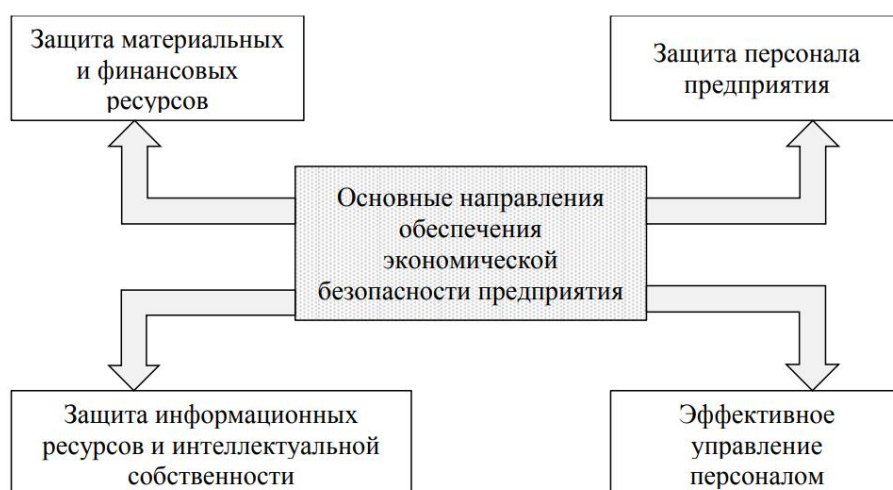 Защита материальных
и финансовых
ресурсов
Защита персонала
предприятия
Основные направления
обеспечения
экономической
безопасности предприятия
Защита информационных
ресурсов и интеллектуальной
собственности
Эффективное
управление
персоналом